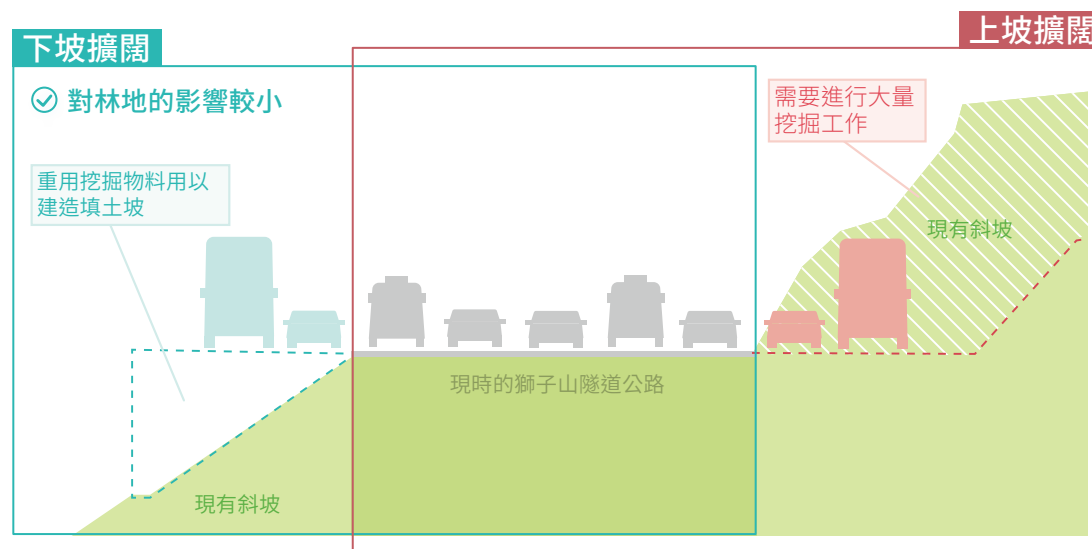 下坡擴闊
上坡擴闊
對林地的影響較小
需要進行大量
挖掘工作
重用挖掘物料用以
建造填土坡
現有斜坡
現時的獅子山隧道公路
現有斜坡